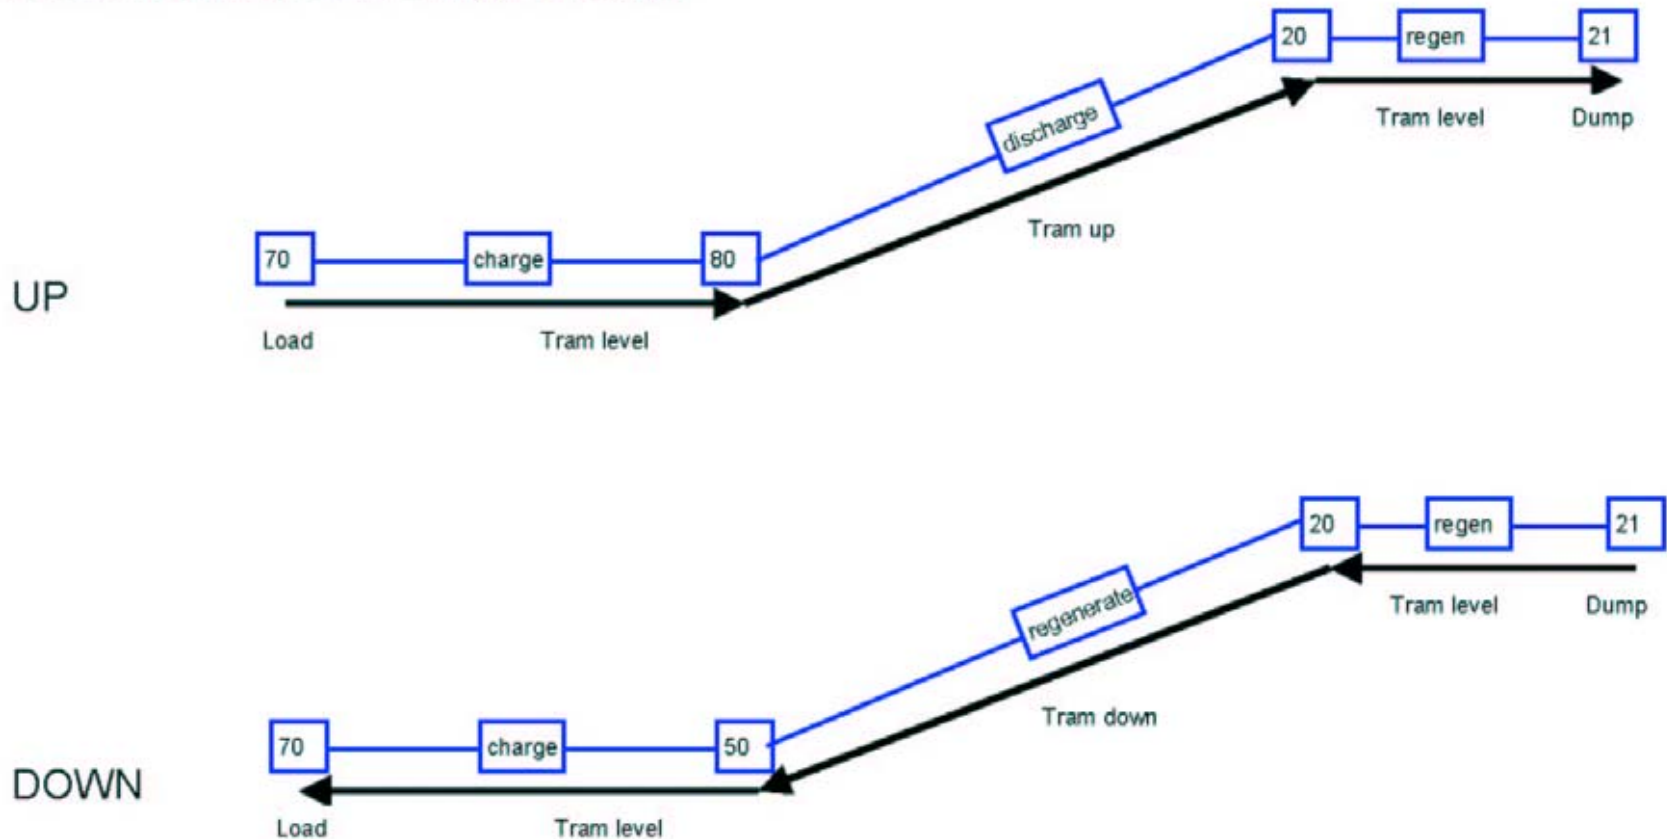 20 regen 21
Tram level Dump
discharge
Tram up
70 charge 80
UP
Load Tram level
20 regen 21
Tram level Dump
regenerate
Tram down
70 charge 50
DOWN
Load Tram level